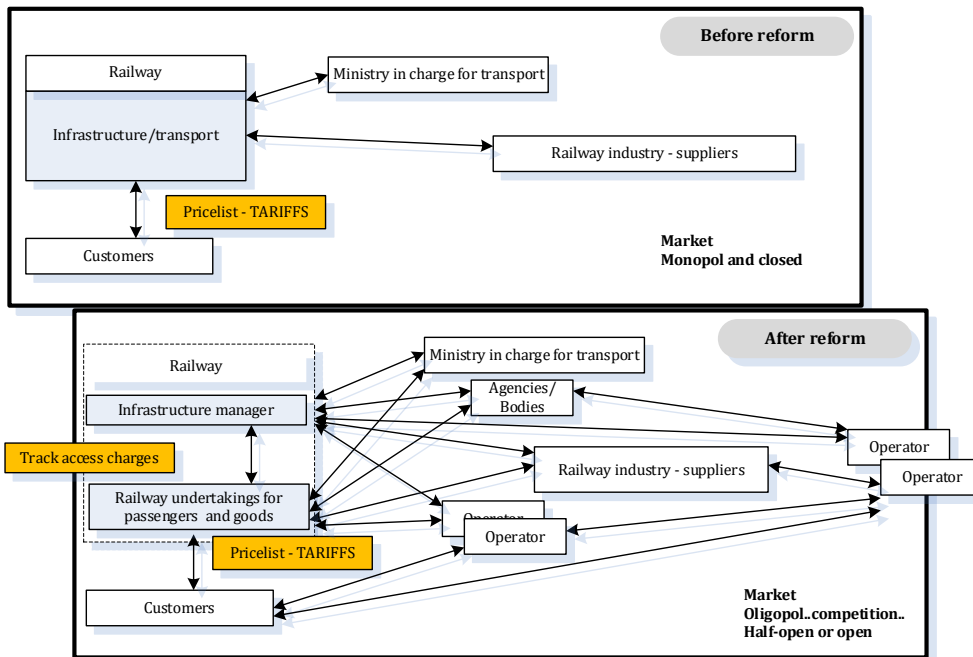 Before reform
Railway
Ministry in charge for transport
Infrastructure/transport
Railway industry - suppliers
Pricelist - TARIFFS
Customers
Market
Monopol and closed
After reform
Railway
Ministry in charge for transport
Agencies/
Bodies
Infrastructure manager
Operator
Track access charges
Railway industry - suppliers
Operator
Railway undertakings for
passengers and goods
Operator
Operator
Pricelist - TARIFFS
Customers
Market
Oligopol..competition..
Half-open or open